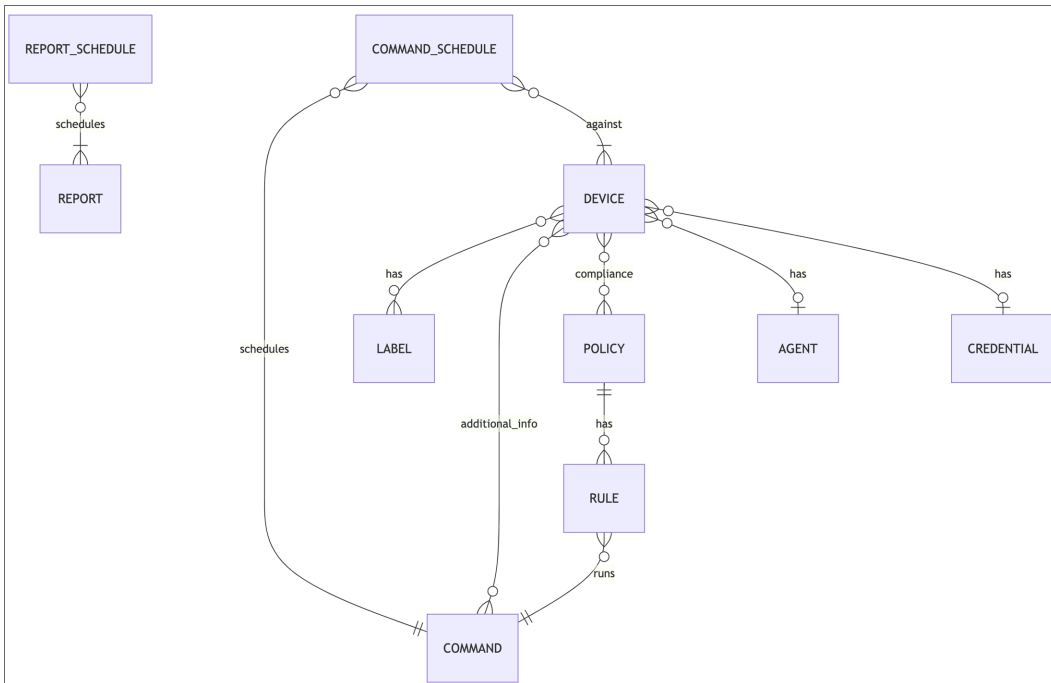 REPORT_SCHEDULE
COMMAND_SCHEDULE
schedules
against
REPORT
DEVICE
has
compliance
has
has
LABEL
POLICY
AGENT
CREDENTIAL
schedules
additional_info
has
RULE
runs
COMMAND